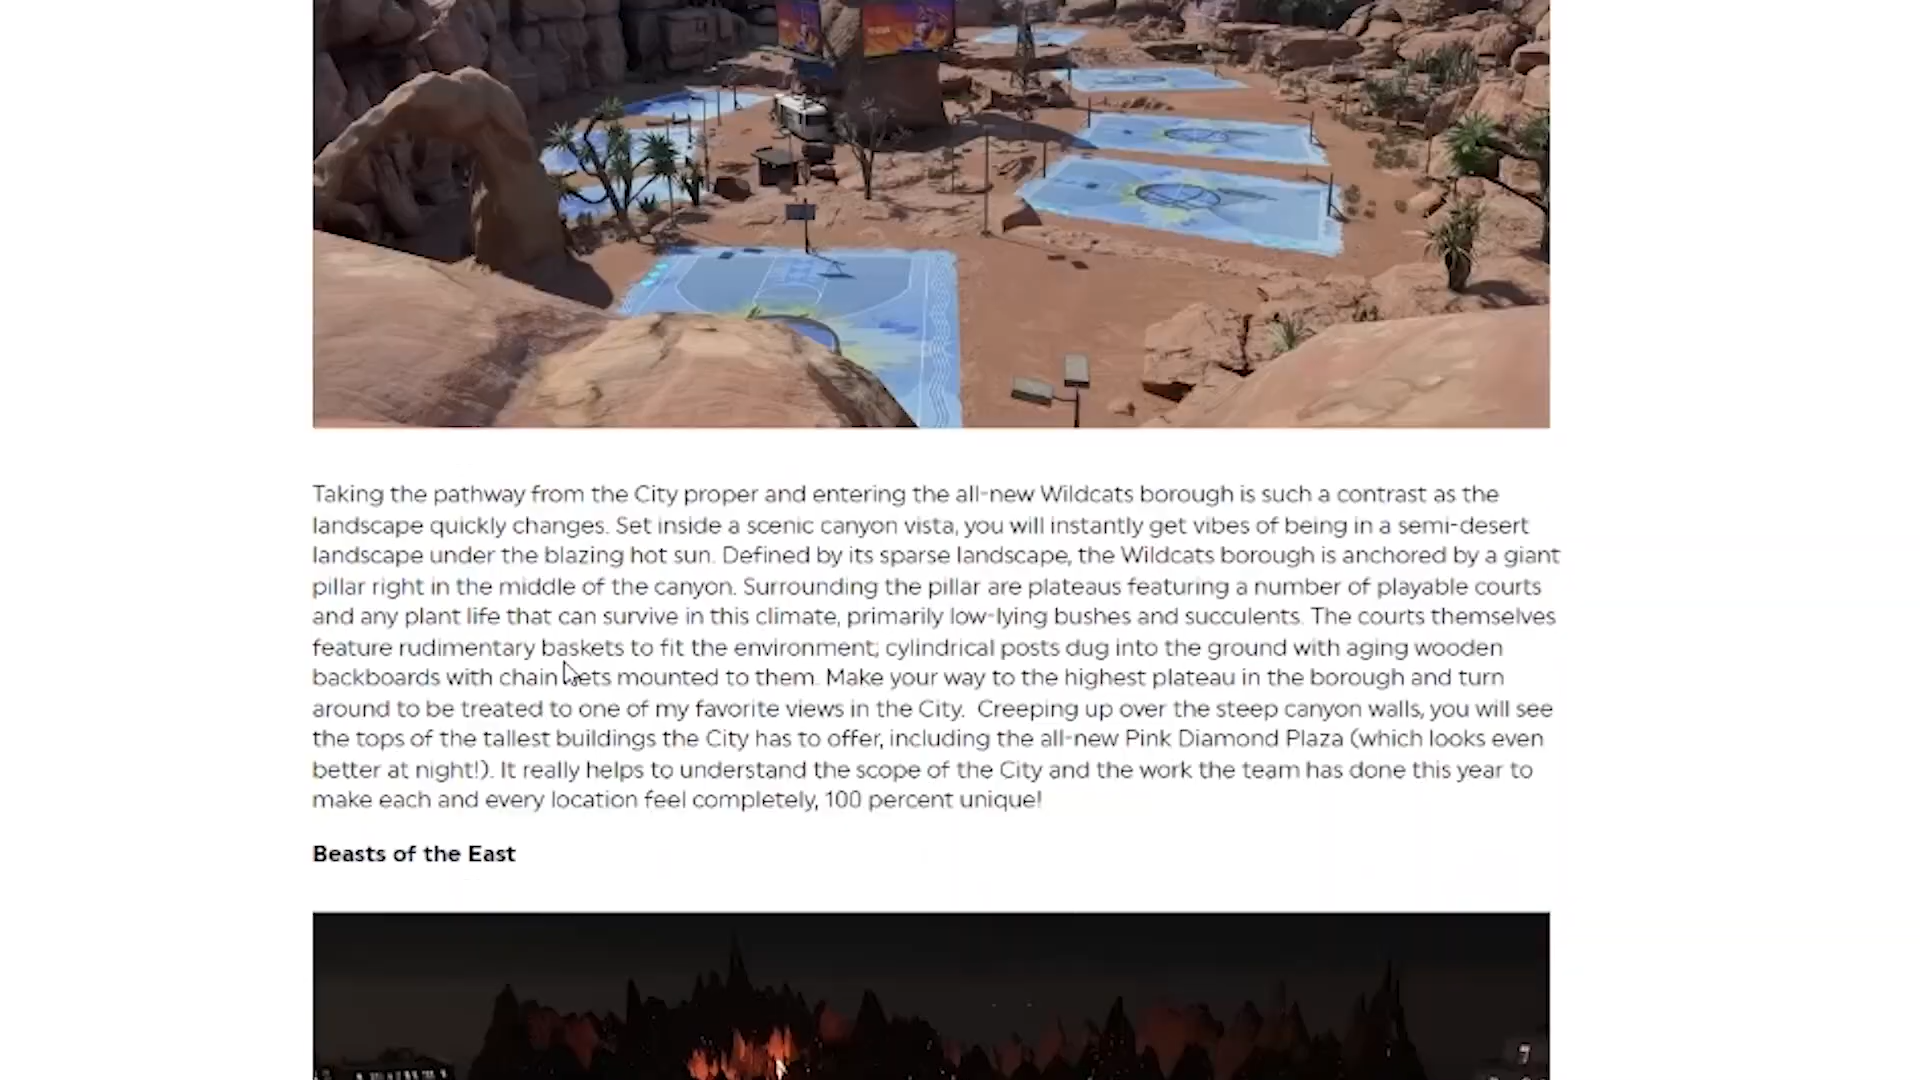 Taking the pathway from the City proper and entering the all-new Wildcats borough is such a contrast as the
landscape quickly changes. Set inside a scenic canyon vista, you will instantly get vibes of being in a semi-desert
landscape under the blazing hot sun. Defined by its sparse landscape, the Wildcats borough is anchored by a giant
pillar right in the middle of the canyon. Surrounding the pillar are plateaus featuring a number of playable courts
and any plant life that can survive in this climate, primarily low-lying bushes and succulents. The courts themselves
feature rudimentary baskets to fit the environment; cylindrical posts dug into the ground with aging wooden
backboards with chain nets mounted to them. Make your way to the highest plateau in the borough and turn
around to be treated to one of my favorite views in the City. Creeping up over the steep canyon walls, you will see
the tops of the tallest buildings the City has to offer, including the all-new Pink Diamond Plaza (which looks even
better at night!). It really helps to understand the scope of the City and the work the team has done this year to
make each and every location feel completely, 100 percent unique!
Beasts of the East